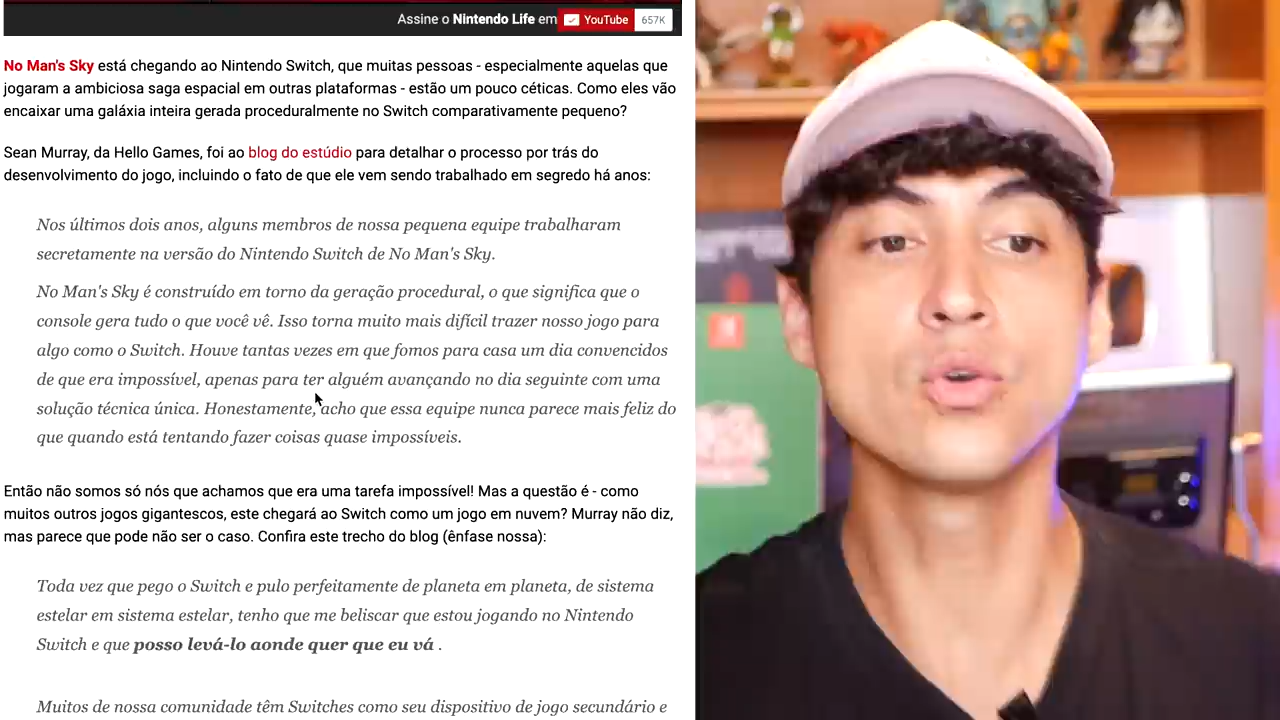 Assine o Nintendo Life em YouTube 657K
No Man's Sky está chegando ao Nintendo Switch, que muitas pessoas - especialmente aquelas que
jogaram a ambiciosa saga espacial em outras plataformas - estão um pouco céticas. Como eles vão
encaixar uma galáxia inteira gerada proceduralmente no Switch comparativamente pequeno?
Sean Murray, da Hello Games, foi ao blog do estúdio para detalhar o processo por trás do
desenvolvimento do jogo, incluindo o fato de que ele vem sendo trabalhado em segredo há anos:
Nos últimos dois anos, alguns membros de nossa pequena equipe trabalharam
secretamente na versão do Nintendo Switch de No Man's Sky.
No Man's Sky é construído em torno da geração procedural, o que significa que o
console gera tudo o que você vê. Isso torna muito mais difícil trazer nosso jogo para
algo como o Switch. Houve tantas vezes em que fomos para casa um dia convencidos
de que era impossível, apenas para ter alguém avançando no dia seguinte com uma
solução técnica única. Honestamente, acho que essa equipe nunca parece mais feliz do
que quando está tentando fazer coisas quase impossíveis.
Então não somos só nós que achamos que era uma tarefa impossível! Mas a questão é - como
muitos outros jogos gigantescos, este chegará ao Switch como um jogo em nuvem? Murray não diz,
mas parece que pode não ser o caso. Confira este trecho do blog (ênfase nossa):
Toda vez que pego o Switch e pulo perfeitamente de planeta em planeta, de sistema
estelar em sistema estelar, tenho que me beliscar que estou jogando no Nintendo
Switch e que posso levá-lo aonde quer que eu vá .
Muitos de nossa comunidade têm Switches como seu dispositivo de jogo secundário e